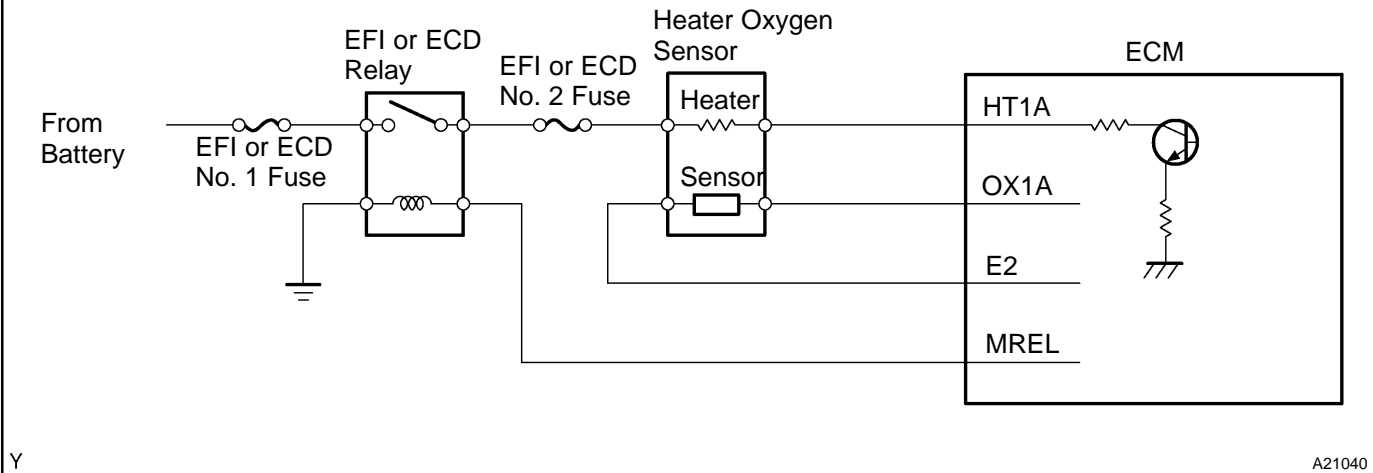 Heater Oxygen
Sensor
EFI or ECD
Relay
EFI or ECD
No. 2 Fuse
ECM
From
Battery
EFI or ECD
No. 1 Fuse
Heater
Sensor
HT1A
OX1A
E2
MREL
Y
A21040